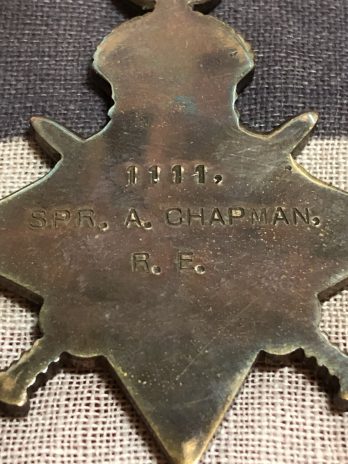 1111,
SPR. A. CHAPMAN,
R. E.